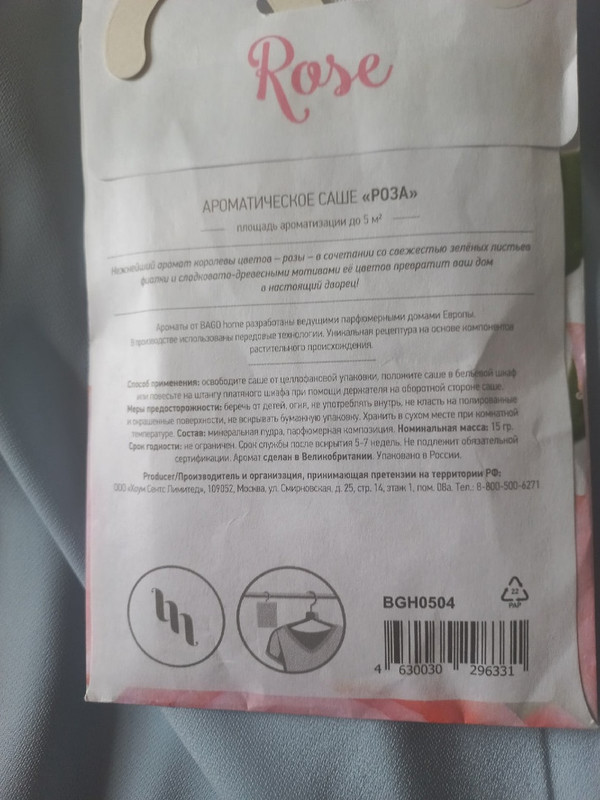 Rose
АРОМАТИЧЕСКОЕ САШЕ «РОЗА»
площадь ароматизации до 5 м²
Нежнейший аромат королевы цветов – розы – в сочетании со свежестью зелёных листьев
фиалки и сладковато-древесными мотивами её цветов превратит ваш дом
в настоящий дворец!
Ароматы от BAGO home разработаны ведущими парфюмерными домами Европы.
В производстве использованы передовые технологии. Уникальная рецептура на основе компонентов
растительного происхождения.
Способ применения: освободите саше от целлофановой упаковки, положите саше в бельевой шкаф
или повесьте на штангу платяного шкафа при помощи держателя на оборотной стороне саше.
Меры предосторожности: беречь от детей, огня, не употреблять внутрь, не класть на полированные
и окрашенные поверхности, не вскрывать бумажную упаковку. Хранить в сухом месте при комнатной
температуре. Состав: минеральная пудра, парфюмерная композиция. Номинальная масса: 15 гр.
Срок годности: не ограничен. Срок службы после вскрытия 5-7 недель. Не подлежит обязательной
сертификации. Аромат сделан в Великобритании. Упаковано в России.
Producer/Производитель и организация, принимающая претензии на территории РФ:
ООО «Хоум Сентс Лимитед», 109052, Москва, ул. Смирновская, д. 25, стр. 14, этаж 1, пом. 0Ва. Тел.: 8-800-500-6271
BGH0504
22
PAP
4 630030 296331